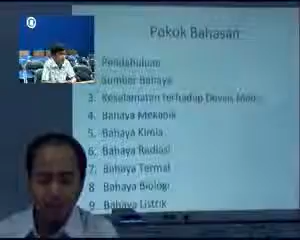 Pokok Bahasan
Pendahuluan
Sumber Bahaya
3. Keselamatan terhadap
4. Bahaya Mekanik
5. Bahaya Kimia
6. Bahaya Radiasi
7. Bahaya Termal
8 Bahaya Biologi
9 Bahaya Listrik